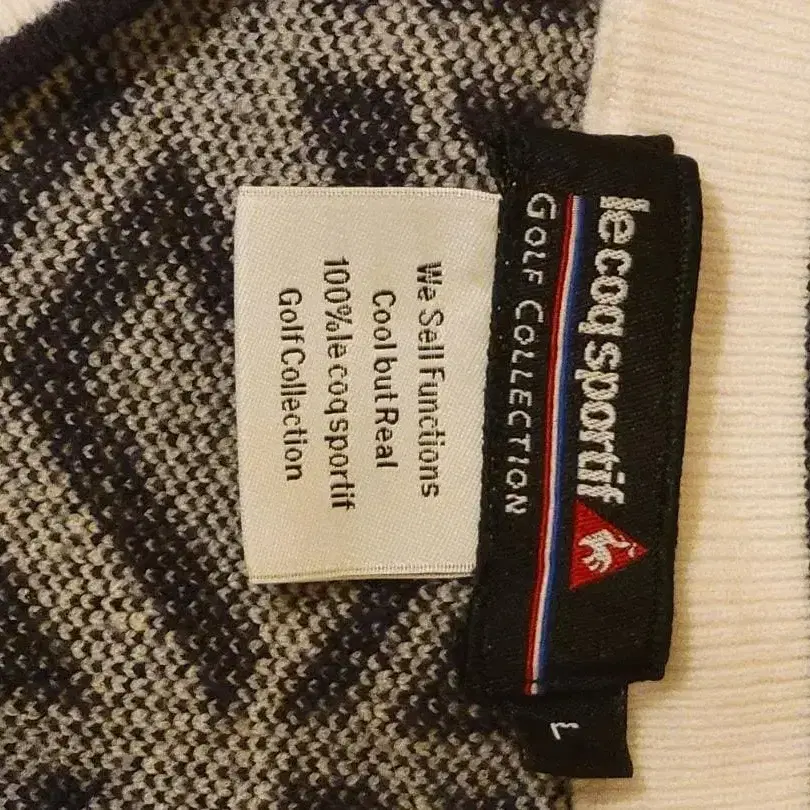 le coq sportif
GOLF COLLECTION
We Sell Functions
Cool but Real
100% le coq sportif
Golf Collection
L